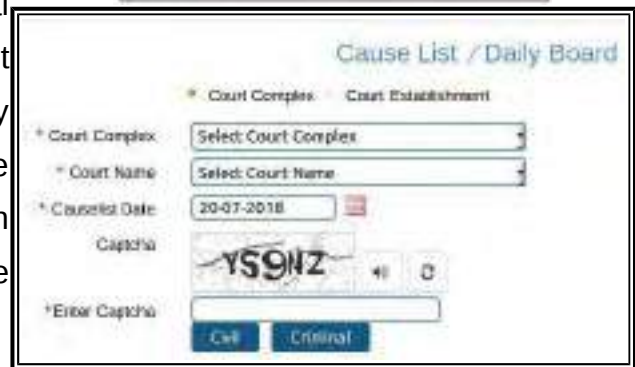 Cause List / Daily Board
Court Complex Court Establishment
* Court Complex Select Court Complex
* Court Name Select Court Name
* Causelist Date 20-07-2018
Captcha YS9NZ
*Enter Captcha
Civil Criminal